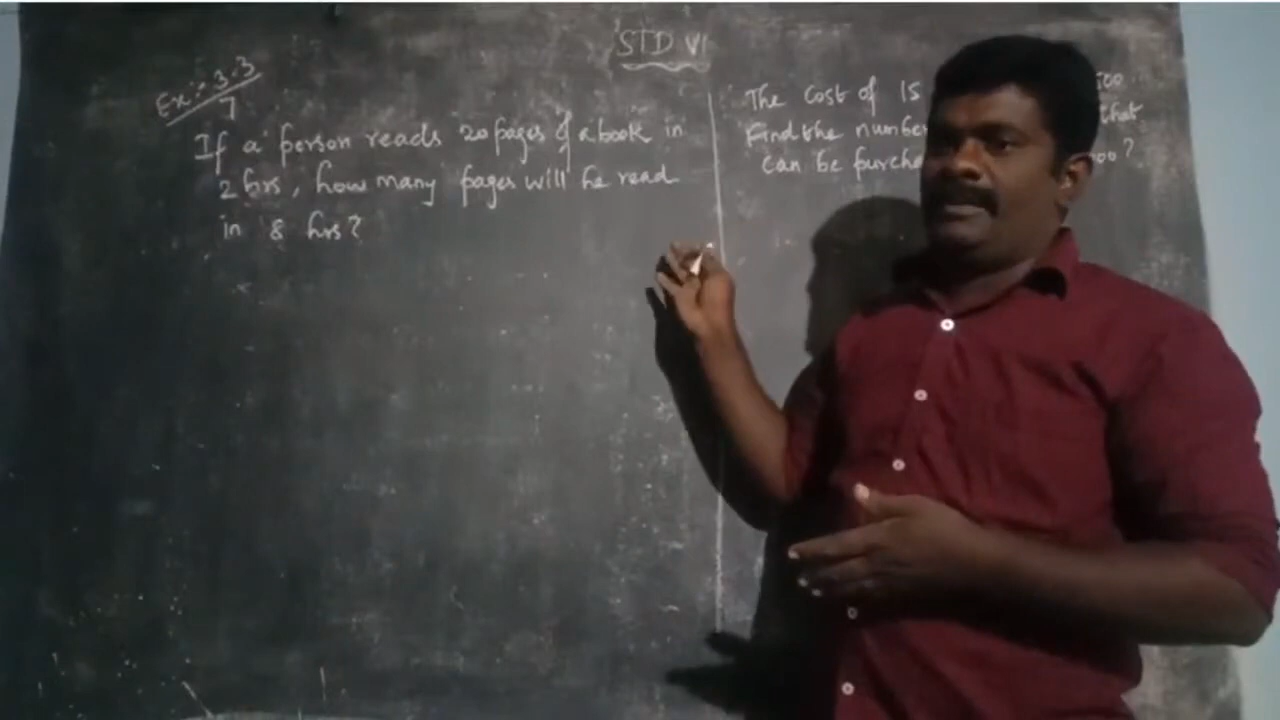 STD VI
Ex:- 3.3
7
If a person reads 20 pages of a book in
2 hrs, how many pages will he read
in 8 hrs?
The cost of 15
Find the number that
can be purcha